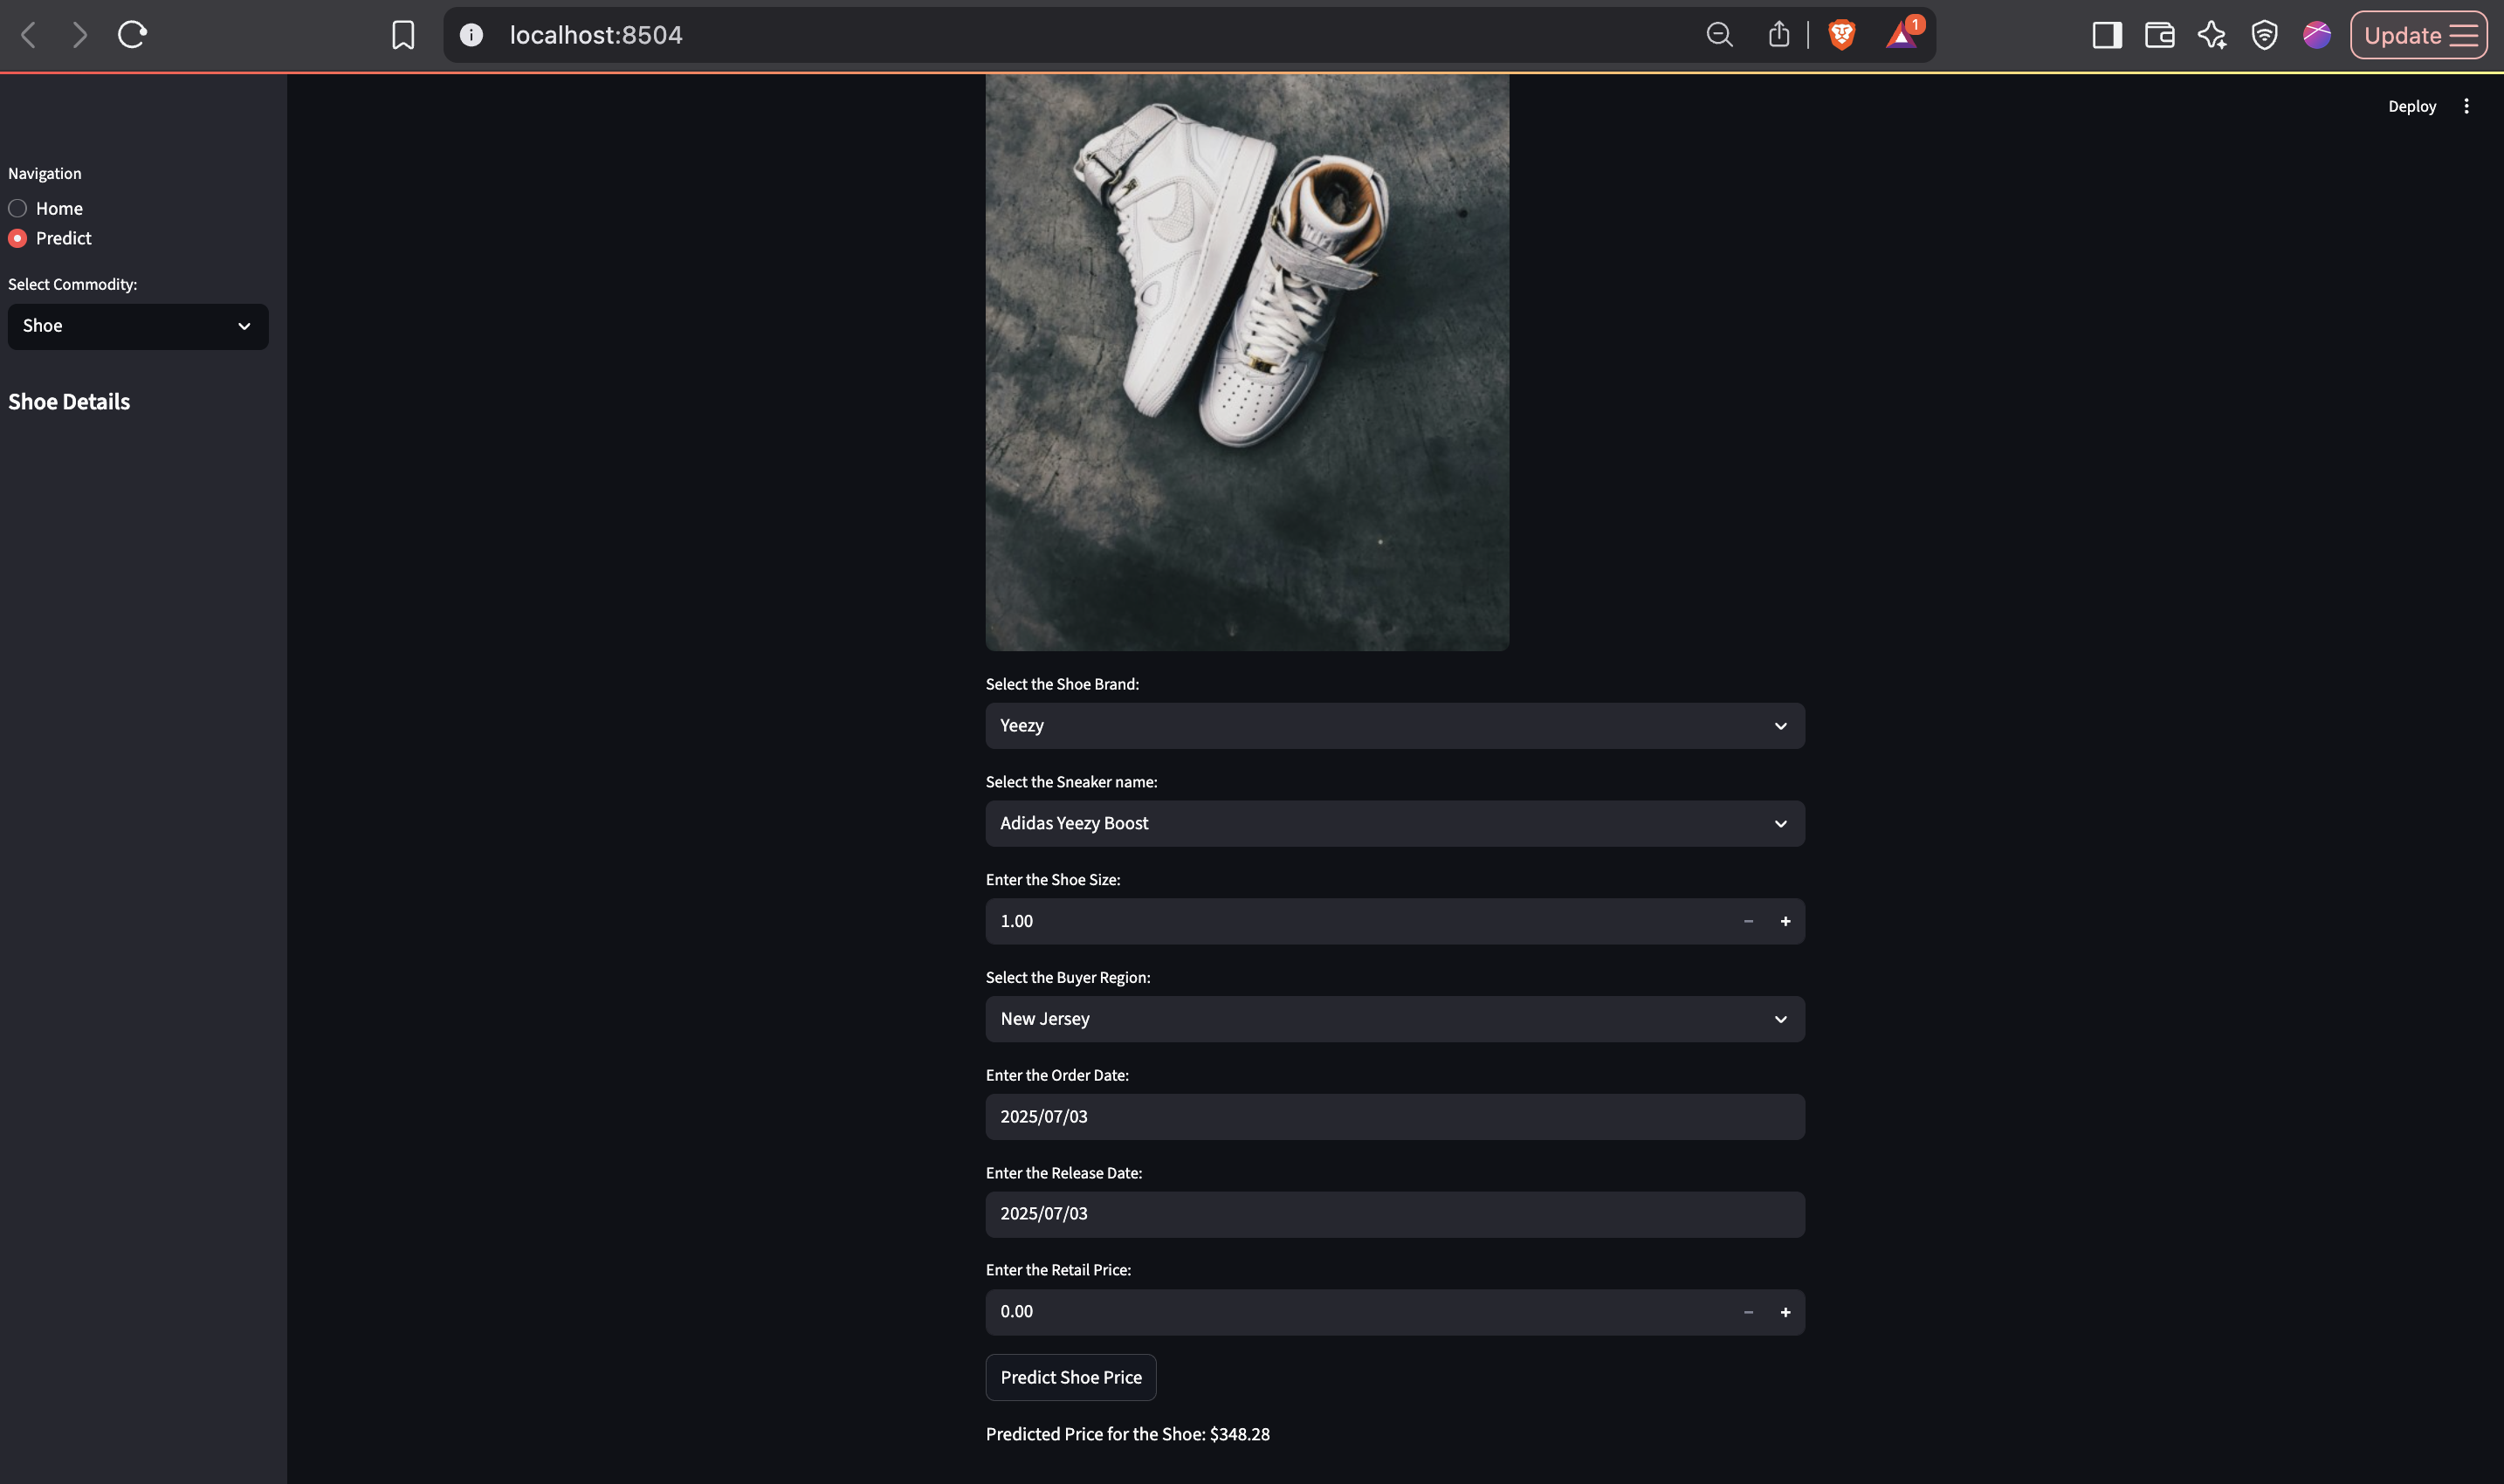 localhost:8504
1
Update
Deploy
Navigation
Home
Predict
Select Commodity:
Shoe
Shoe Details
Select the Shoe Brand:
Yeezy
Select the Sneaker name:
Adidas Yeezy Boost
Enter the Shoe Size:
1.00
Select the Buyer Region:
New Jersey
Enter the Order Date:
2025/07/03
Enter the Release Date:
2025/07/03
Enter the Retail Price:
0.00
Predict Shoe Price
Predicted Price for the Shoe: $348.28